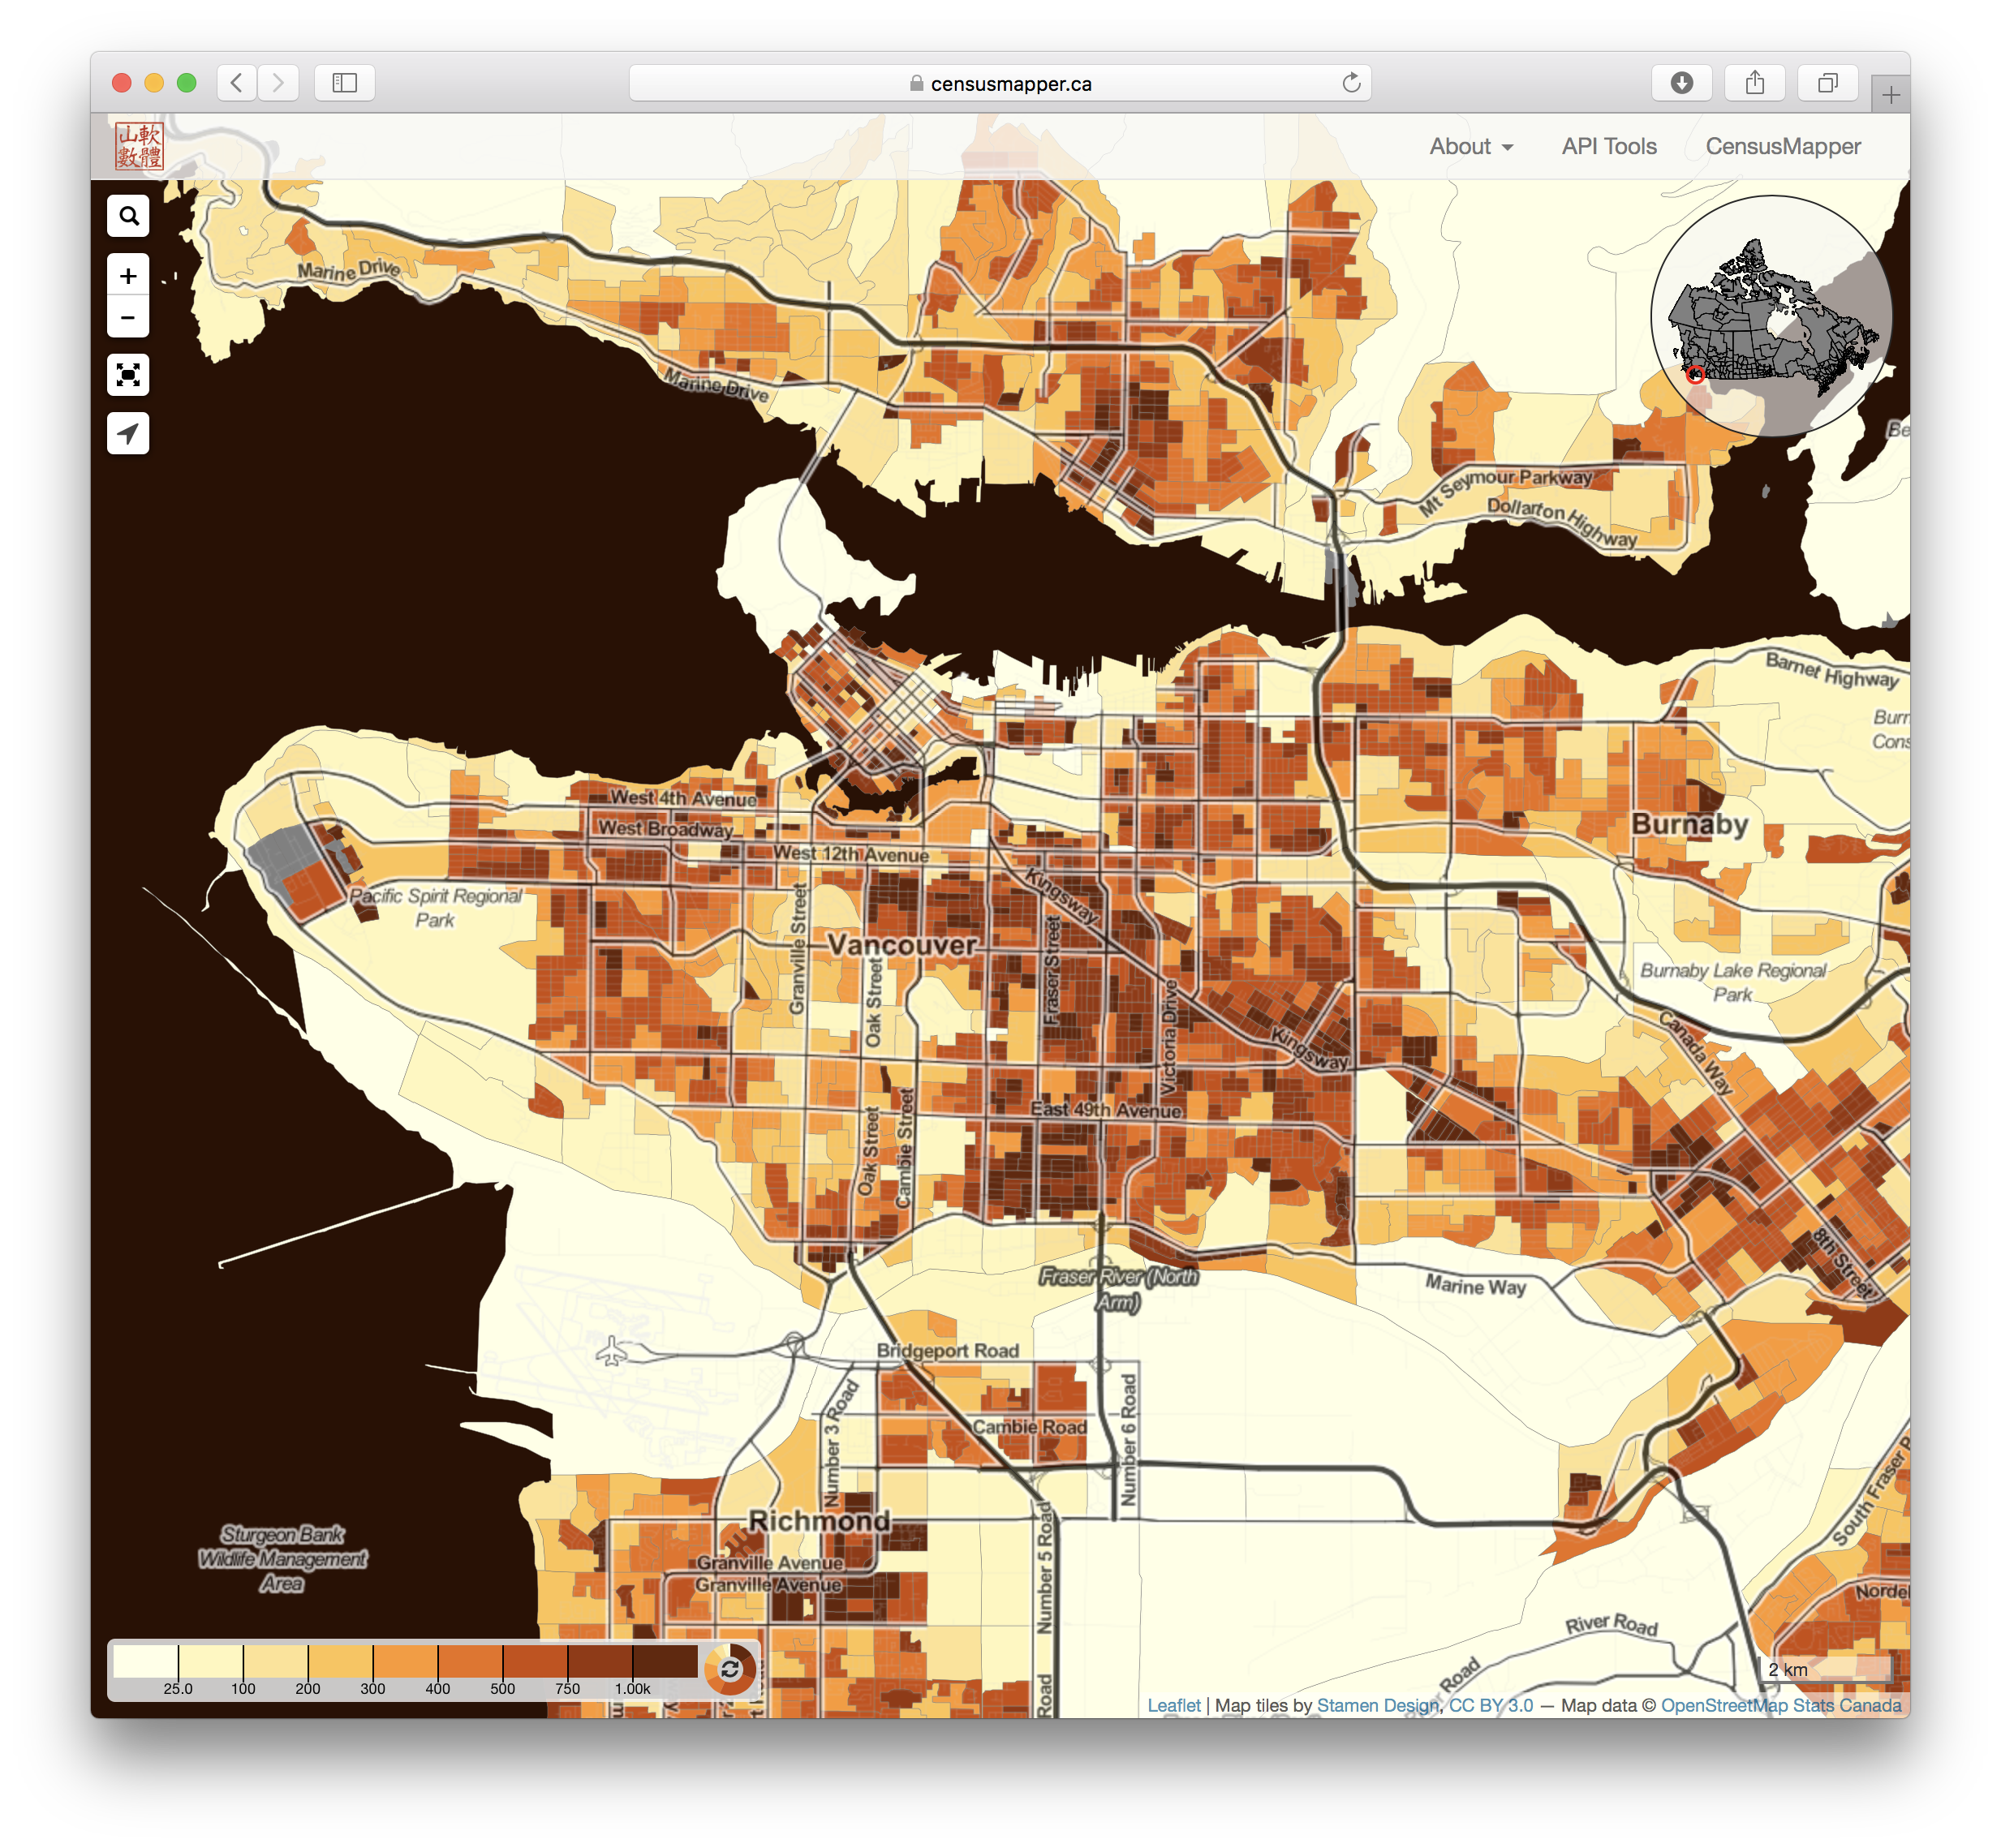 censusmapper.ca
山軟
數體
About
API Tools
CensusMapper
Marine Drive
Marine Drive
Mt Seymour Parkway
Dollarton Highway
Be
Barnet Highway
Burn
Cons
West 4th Avenue
West Broadway
West 12th Avenue
Burnaby
Pacific Spirit Regional
Park
Kingsway
Vancouver
Granville Street
Oak Street
Fraser Street
Victoria Drive
Burnaby Lake Regional
Park
Kingsway
Canada Way
East 49th Avenue
Oak Street
Cambie Street
8th Street
Fraser River (North
Arm)
Marine Way
Bridgeport Road
Number 3 Road
Cambie Road
Number 6 Road
South Fraser P
Richmond
Sturgeon Bank
Wildlife Management
Area
Granville Avenue
Granville Avenue
Number 5 Road
Nordel
River Road
Road
Road
25.0 100 200 300 400 500 750 1.00k
2 km
Leaflet | Map tiles by Stamen Design, CC BY 3.0 — Map data © OpenStreetMap Stats Canada